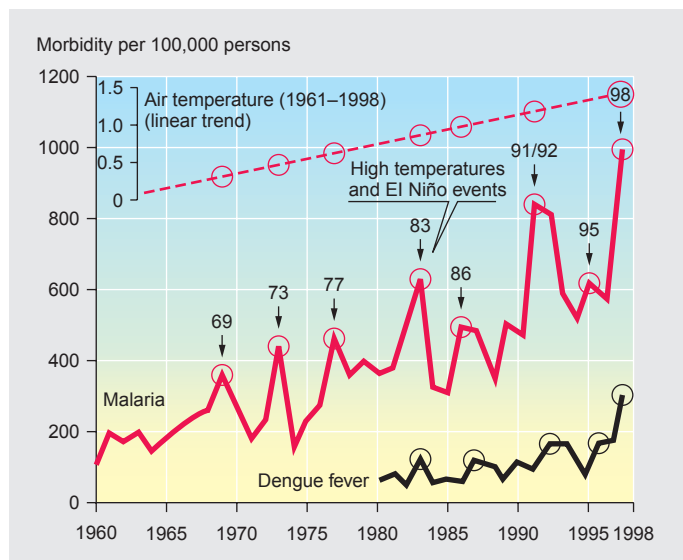 Morbidity per 100,000 persons
1200
1000
800
600
400
200
0
1.5
1.0
0.5
0
Air temperature (1961–1998)
(linear trend)
High temperatures
and El Niño events
69
73
77
83
86
91/92
95
98
Malaria
Dengue fever
1960 1965 1970 1975 1980 1985 1990 1995 1998